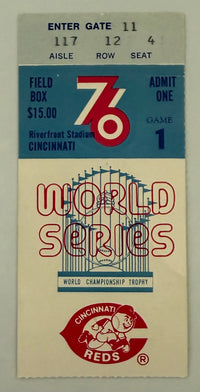 ENTER GATE 11
117 12 4
AISLE ROW SEAT
FIELD BOX $15.00
76
ADMIT ONE
GAME 1
Riverfront Stadium
CINCINNATI
WORLD
SERIES
WORLD CHAMPIONSHIP TROPHY
CINCINNATI
REDS ®